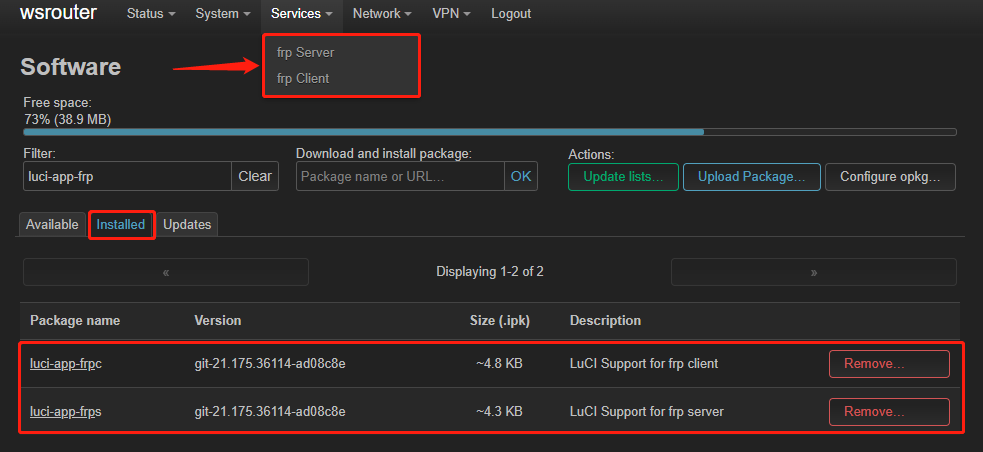 wsrouter Status System Services Network VPN Logout
frp Server
frp Client
Software
Free space:
73% (38.9 MB)
Filter: Download and install package: Actions:
luci-app-frp Clear Package name or URL... OK Update lists... Upload Package... Configure opkg...
Available Installed Updates
« Displaying 1-2 of 2 »
Package name Version Size (.ipk) Description
luci-app-frpc git-21.175.36114-ad08c8e ~4.8 KB LuCI Support for frp client Remove...
luci-app-frps git-21.175.36114-ad08c8e ~4.3 KB LuCI Support for frp server Remove...